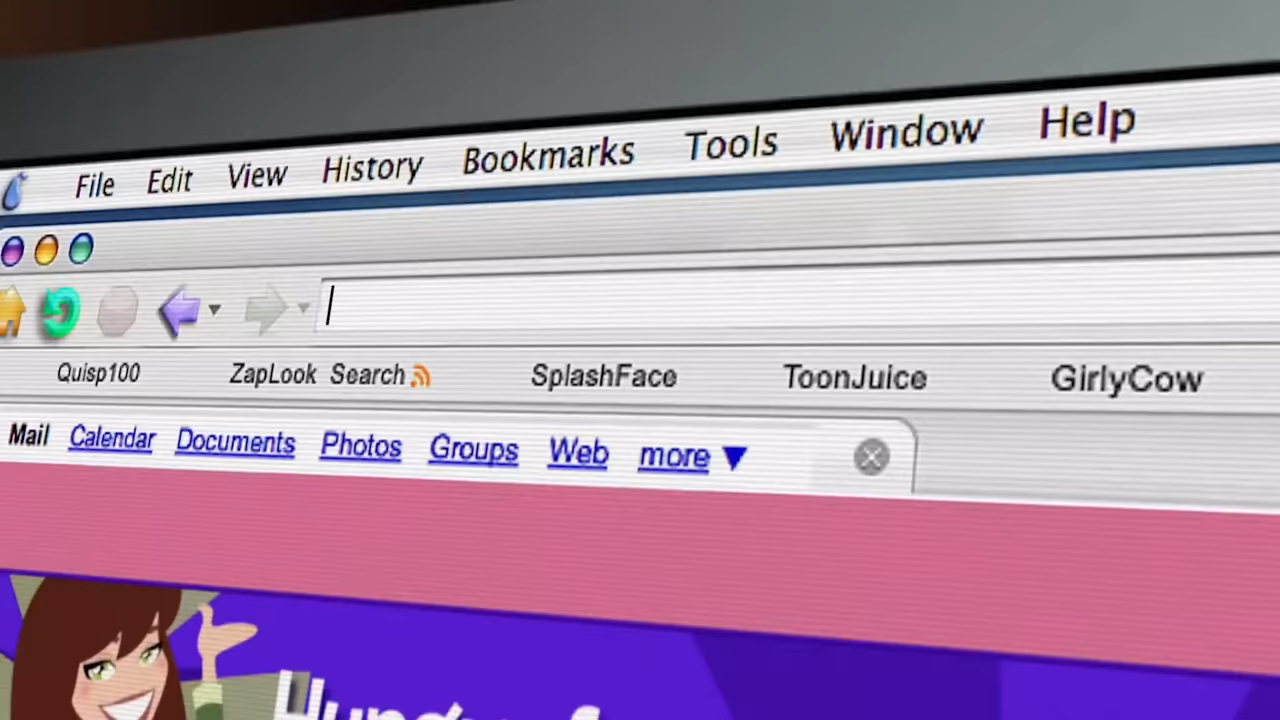 File Edit View History Bookmarks Tools Window Help
Quisp100 ZapLook Search SplashFace ToonJuice GirlyCow
Mail Calendar Documents Photos Groups Web more